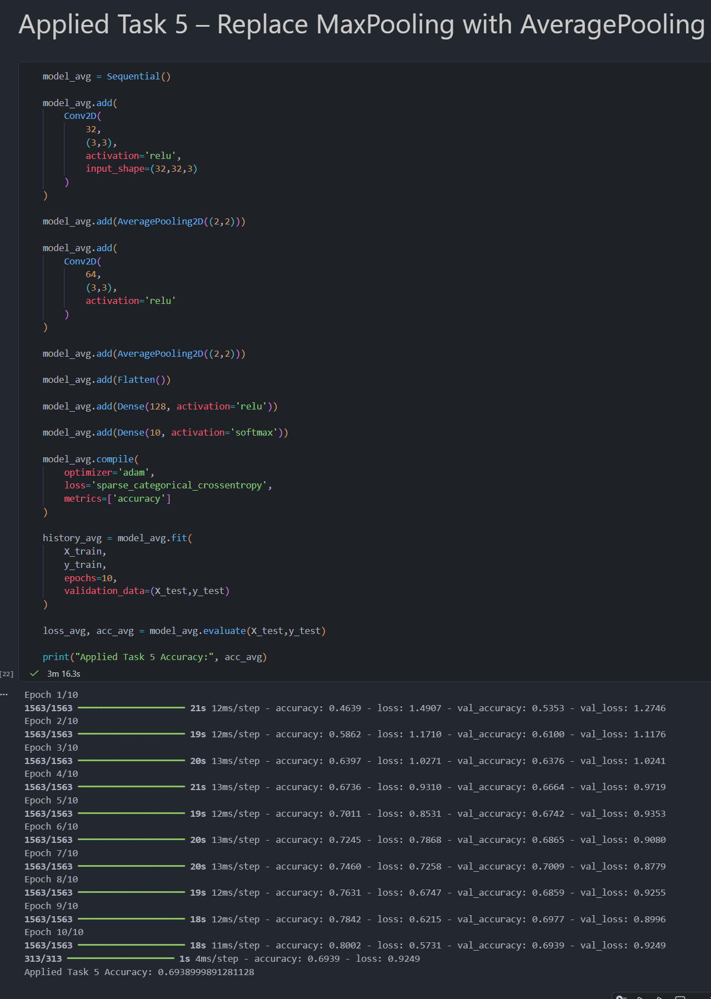 Applied Task 5 – Replace MaxPooling with AveragePooling
model_avg = Sequential()
model_avg.add(
Conv2D(
32,
(3,3),
activation='relu',
input_shape=(32,32,3)
)
)
model_avg.add(AveragePooling2D((2,2)))
model_avg.add(
Conv2D(
64,
(3,3),
activation='relu'
)
)
model_avg.add(AveragePooling2D((2,2)))
model_avg.add(Flatten())
model_avg.add(Dense(128, activation='relu'))
model_avg.add(Dense(10, activation='softmax'))
model_avg.compile(
optimizer='adam',
loss='sparse_categorical_crossentropy',
metrics=['accuracy']
)
history_avg = model_avg.fit(
X_train,
y_train,
epochs=10,
validation_data=(X_test,y_test)
)
loss_avg, acc_avg = model_avg.evaluate(X_test,y_test)
print("Applied Task 5 Accuracy:", acc_avg)
[22] 3m 16.3s
Epoch 1/10
1563/1563 21s 12ms/step - accuracy: 0.4639 - loss: 1.4907 - val_accuracy: 0.5353 - val_loss: 1.2746
Epoch 2/10
1563/1563 19s 12ms/step - accuracy: 0.5862 - loss: 1.1710 - val_accuracy: 0.6100 - val_loss: 1.1176
Epoch 3/10
1563/1563 20s 13ms/step - accuracy: 0.6397 - loss: 1.0271 - val_accuracy: 0.6376 - val_loss: 1.0241
Epoch 4/10
1563/1563 21s 13ms/step - accuracy: 0.6736 - loss: 0.9310 - val_accuracy: 0.6664 - val_loss: 0.9719
Epoch 5/10
1563/1563 19s 12ms/step - accuracy: 0.7011 - loss: 0.8531 - val_accuracy: 0.6742 - val_loss: 0.9353
Epoch 6/10
1563/1563 20s 13ms/step - accuracy: 0.7245 - loss: 0.7868 - val_accuracy: 0.6865 - val_loss: 0.9080
Epoch 7/10
1563/1563 20s 13ms/step - accuracy: 0.7460 - loss: 0.7258 - val_accuracy: 0.7009 - val_loss: 0.8779
Epoch 8/10
1563/1563 19s 12ms/step - accuracy: 0.7631 - loss: 0.6747 - val_accuracy: 0.6859 - val_loss: 0.9255
Epoch 9/10
1563/1563 18s 12ms/step - accuracy: 0.7842 - loss: 0.6215 - val_accuracy: 0.6977 - val_loss: 0.8996
Epoch 10/10
1563/1563 18s 11ms/step - accuracy: 0.8002 - loss: 0.5731 - val_accuracy: 0.6939 - val_loss: 0.9249
313/313 1s 4ms/step - accuracy: 0.6939 - loss: 0.9249
Applied Task 5 Accuracy: 0.6938999891281128